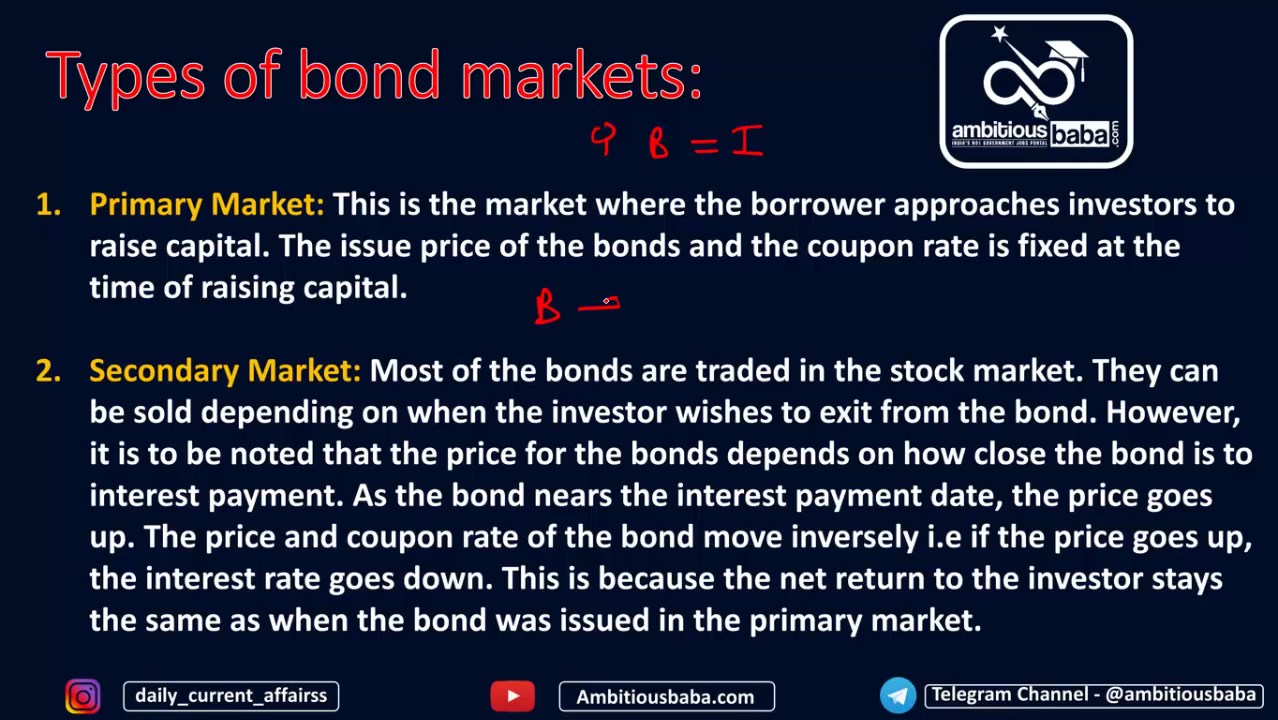 Types of bond markets:
ambitious baba .com
INDIA'S NO1 GOVERNMENT JOBS PORTAL
B = I
1. Primary Market: This is the market where the borrower approaches investors to
raise capital. The issue price of the bonds and the coupon rate is fixed at the
time of raising capital.
B —
2. Secondary Market: Most of the bonds are traded in the stock market. They can
be sold depending on when the investor wishes to exit from the bond. However,
it is to be noted that the price for the bonds depends on how close the bond is to
interest payment. As the bond nears the interest payment date, the price goes
up. The price and coupon rate of the bond move inversely i.e if the price goes up,
the interest rate goes down. This is because the net return to the investor stays
the same as when the bond was issued in the primary market.
daily_current_affairss
Ambitiousbaba.com
Telegram Channel - @ambitiousbaba